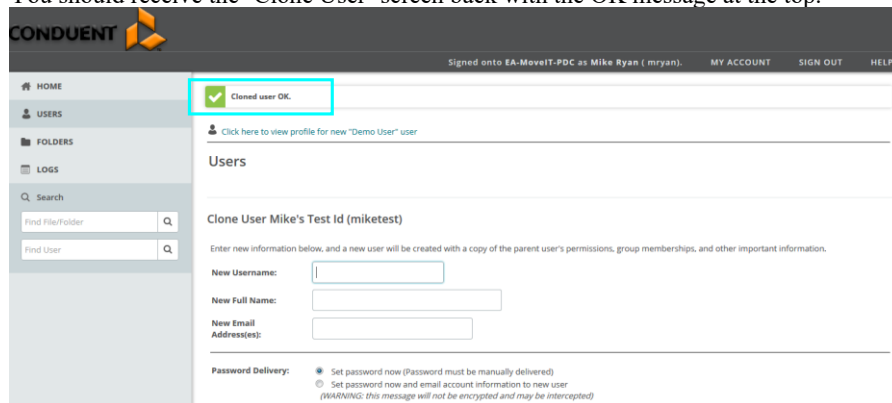 You should receive the "Clone User" screen back with the OK message at the top.
CONDUENT
Signed onto EA-MoveIT-PDC as Mike Ryan ( mryan). MY ACCOUNT SIGN OUT HELP
HOME
USERS
FOLDERS
LOGS
Search
Find File/Folder
Find User
Cloned user OK.
Click here to view profile for new "Demo User" user
Users
Clone User Mike's Test Id (miketest)
Enter new information below, and a new user will be created with a copy of the parent user's permissions, group memberships, and other important information.
New Username:
New Full Name:
New Email
Address(es):
Password Delivery: Set password now (Password must be manually delivered)
Set password now and email account information to new user
(WARNING: this message will not be encrypted and may be intercepted)